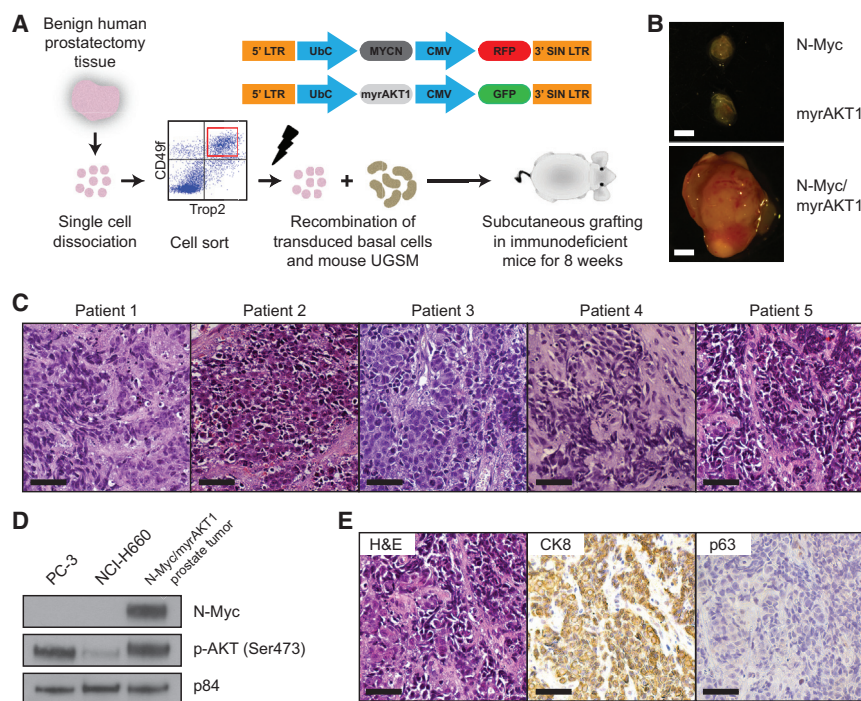 A
Benign human
prostatectomy
tissue
5' LTR UbC MYCN CMV RFP 3' SIN LTR
5' LTR UbC myrAKT1 CMV GFP 3' SIN LTR
CD49f
Trop2
+
Single cell
dissociation
Cell sort
Recombination of
transduced basal cells
and mouse UGSM
Subcutaneous grafting
in immunodeficient
mice for 8 weeks
B
N-Myc
myrAKT1
N-Myc/
myrAKT1
C
Patient 1 Patient 2 Patient 3 Patient 4 Patient 5
D
PC-3
NCI-H660
N-Myc/myrAKT1
prostate tumor
N-Myc
p-AKT (Ser473)
p84
E
H&E CK8 p63